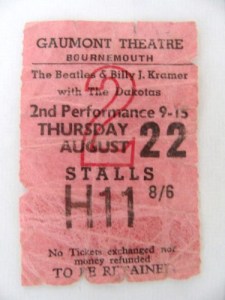 GAUMONT THEATRE
BOURNEMOUTH
The Beatles & Billy J. Kramer
with The Dakotas
2nd Performance 9-15
THURSDAY
AUGUST 22
2
STALLS
H11 8/6
No Tickets exchanged nor
money refunded
TO BE RETAINED